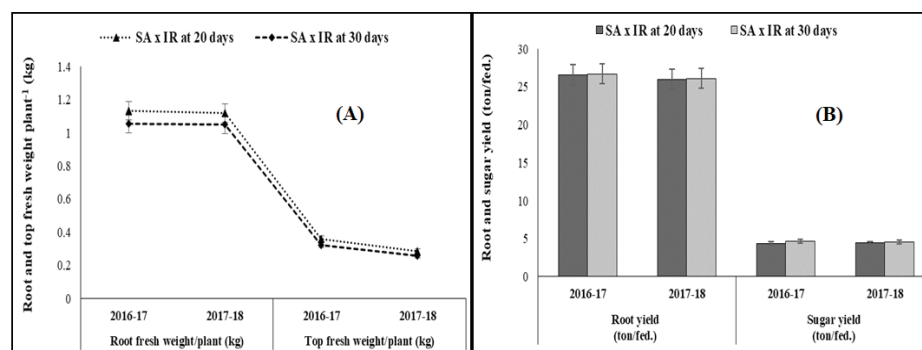 SA x IR at 20 days SA x IR at 30 days
Root and top fresh weight plant⁻¹ (kg)
1.4
1.2
1
0.8
0.6
0.4
0.2
0
(A)
2016-17 2017-18 2016-17 2017-18
Root fresh weight/plant (kg) Top fresh weight/plant (kg)
SA x IR at 20 days SA x IR at 30 days
Root and sugar yield (ton/fed.)
30
25
20
15
10
5
0
(B)
2016-17 2017-18 2016-17 2017-18
Root yield Sugar yield
(ton/fed.) (ton/fed.)